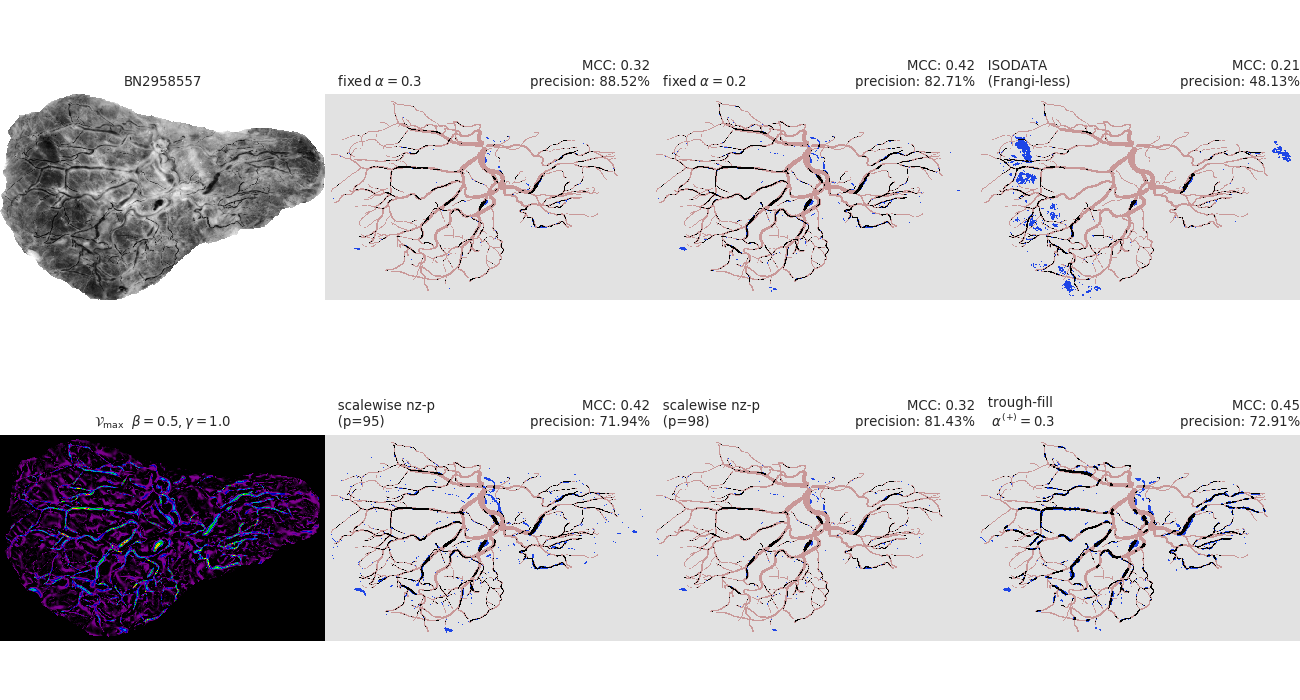 BN2958557
fixed α = 0.3
MCC: 0.32
precision: 88.52%
fixed α = 0.2
MCC: 0.42
precision: 82.71%
ISODATA
(Frangi-less)
MCC: 0.21
precision: 48.13%
𝒱max β = 0.5, γ = 1.0
scalewise nz-p
(p=95)
MCC: 0.42
precision: 71.94%
scalewise nz-p
(p=98)
MCC: 0.32
precision: 81.43%
trough-fill
α(+) = 0.3
MCC: 0.45
precision: 72.91%